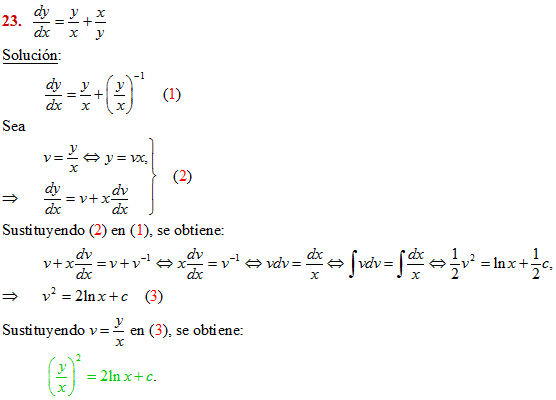 23. dy/dx = y/x + x/y
Solución:
dy/dx = y/x + (y/x)⁻¹ (1)
Sea
v = y/x ⇔ y = vx,
⇒ dy/dx = v + x dv/dx
(2)
Sustituyendo (2) en (1), se obtiene:
v + x dv/dx = v + v⁻¹ ⇔ x dv/dx = v⁻¹ ⇔ vdv = dx/x ⇔ ∫vdv = ∫dx/x ⇔ 1/2 v² = ln x + 1/2 c,
⇒ v² = 2ln x + c (3)
Sustituyendo v = y/x en (3), se obtiene:
(y/x)² = 2ln x + c.